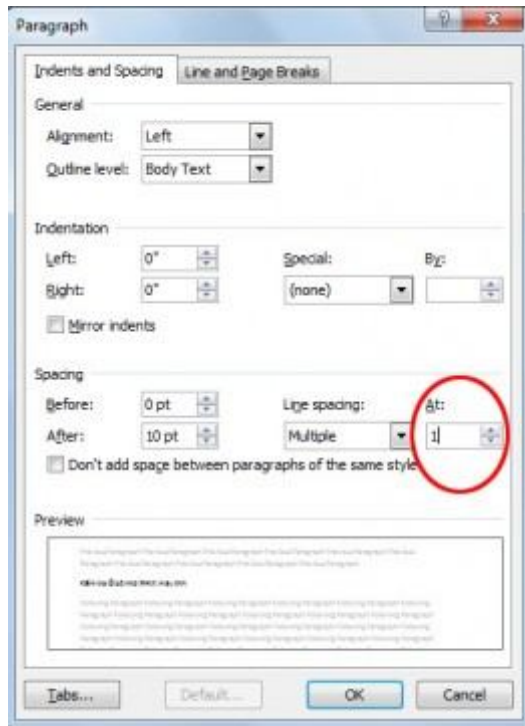 Paragraph
Indents and Spacing Line and Page Breaks
General
Alignment: Left
Outline level: Body Text
Indentation
Left: 0" Special: By:
Right: 0" (none)
Mirror indents
Spacing
Before: 0 pt Line spacing: At:
After: 10 pt Multiple 1
Don't add space between paragraphs of the same style
Preview
Tabs... Default... OK Cancel